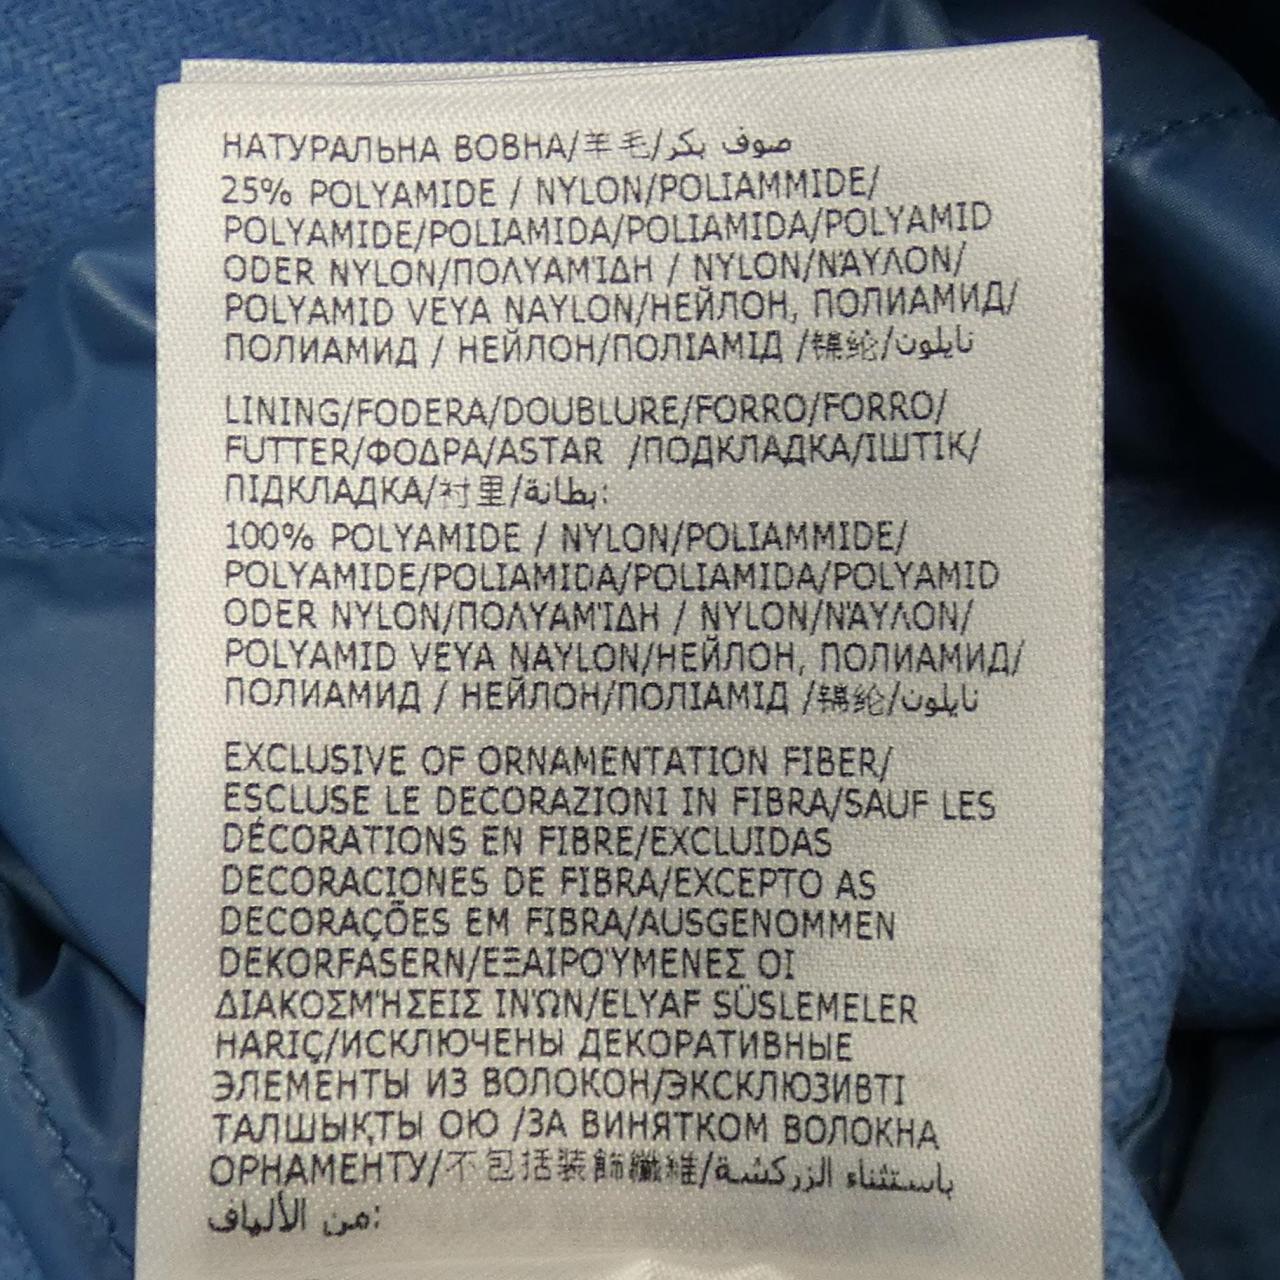 НАТУРАЛЬНА ВОВНА/羊毛/صوف بكر
25% POLYAMIDE / NYLON/POLIAMMIDE/
POLYAMIDE/POLIAMIDA/POLIAMIDA/POLYAMID
ODER NYLON/ΠΟΛΥΑΜΊΔΗ / NYLON/ΝΆΥΛΟΝ/
POLYAMID VEYA NAYLON/НЕЙЛОН, ПОЛИАМИД/
ПОЛИАМИД / НЕЙЛОН/ПОЛІАМІД /锦纶/نايلون
LINING/FODERA/DOUBLURE/FORRO/FORRO/
FUTTER/ΦΟΔΡΑ/ASTAR /ПОДКЛАДКА/ІШТІК/
ПІДКЛАДКА/衬里/بطانة:
100% POLYAMIDE / NYLON/POLIAMMIDE/
POLYAMIDE/POLIAMIDA/POLIAMIDA/POLYAMID
ODER NYLON/ΠΟΛΥΑΜΊΔΗ / NYLON/ΝΆΥΛΟΝ/
POLYAMID VEYA NAYLON/НЕЙЛОН, ПОЛИАМИД/
ПОЛИАМИД / НЕЙЛОН/ПОЛІАМІД /锦纶/نايلون
EXCLUSIVE OF ORNAMENTATION FIBER/
ESCLUSE LE DECORAZIONI IN FIBRA/SAUF LES
DÉCORATIONS EN FIBRE/EXCLUIDAS
DECORACIONES DE FIBRA/EXCEPTO AS
DECORAÇÕES EM FIBRA/AUSGENOMMEN
DEKORFASERN/ΕΞΑΙΡΟΎΜΕΝΕΣ ΟΙ
ΔΙΑΚΟΣΜΉΣΕΙΣ ΙΝΏΝ/ELYAF SÜSLEMELER
HARIÇ/ИСКЛЮЧЕНЫ ДЕКОРАТИВНЫЕ
ЭЛЕМЕНТЫ ИЗ ВОЛОКОН/ЭКСКЛЮЗИВТІ
ТАЛШЫҚТЫ ОЮ /ЗА ВИНЯТКОМ ВОЛОКНА
ОРНАМЕНТУ/不包括装飾纖維/باستثناء الزركشة
من الألياف: